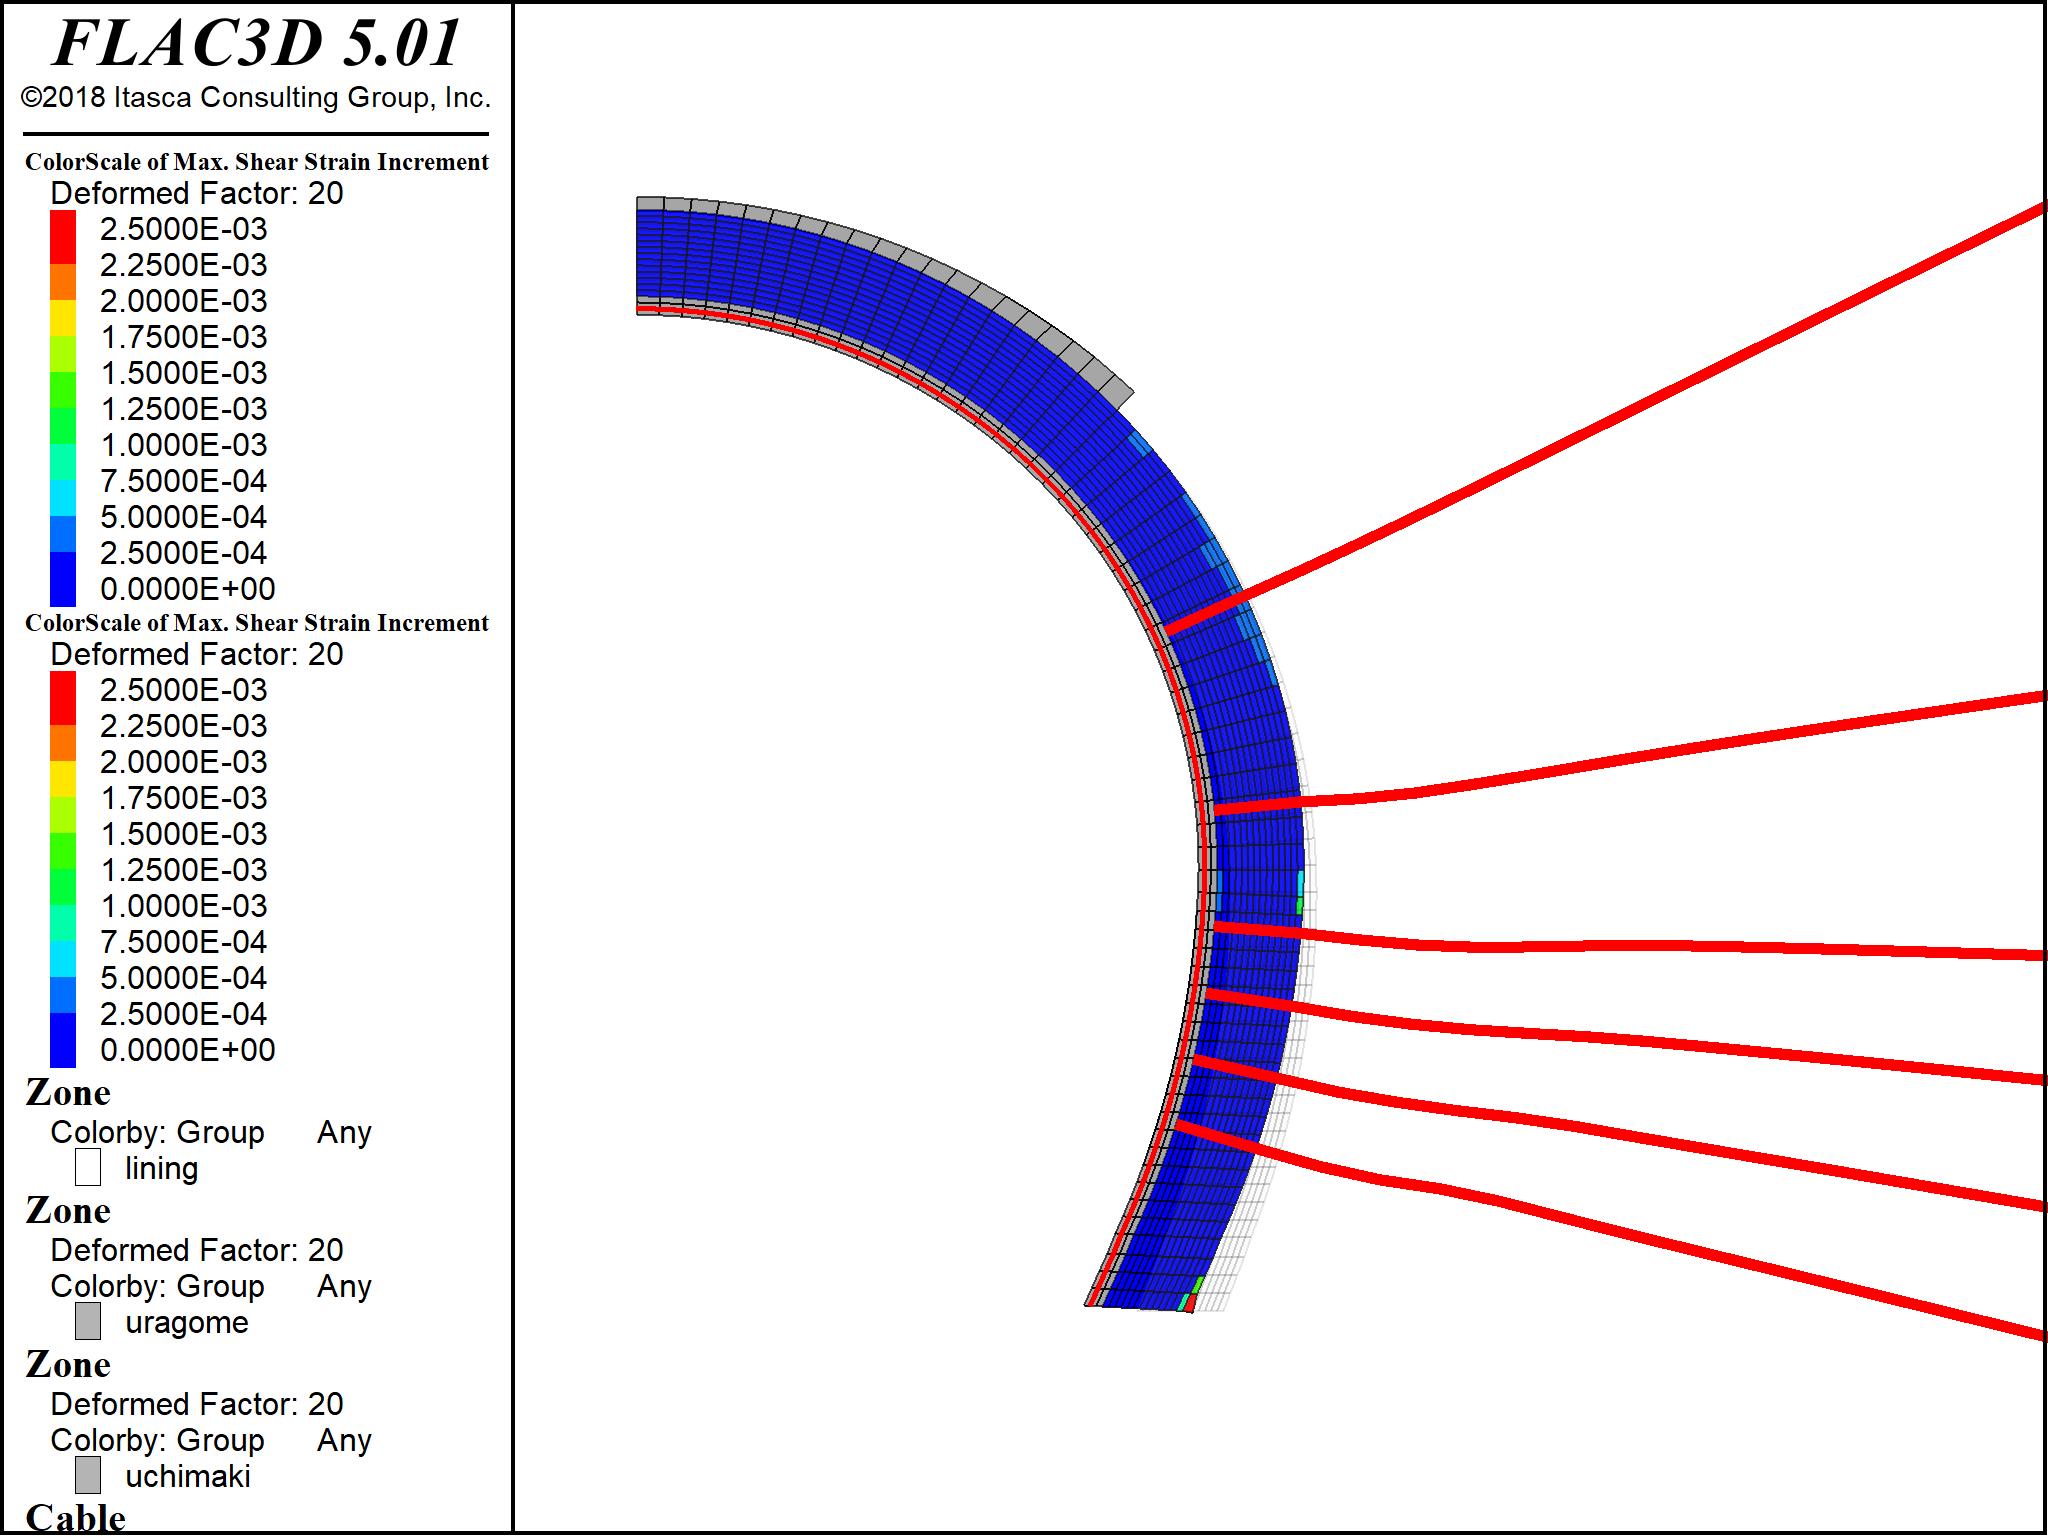 FLAC3D 5.01
©2018 Itasca Consulting Group, Inc.
ColorScale of Max. Shear Strain Increment
Deformed Factor: 20
2.5000E-03
2.2500E-03
2.0000E-03
1.7500E-03
1.5000E-03
1.2500E-03
1.0000E-03
7.5000E-04
5.0000E-04
2.5000E-04
0.0000E+00
ColorScale of Max. Shear Strain Increment
Deformed Factor: 20
2.5000E-03
2.2500E-03
2.0000E-03
1.7500E-03
1.5000E-03
1.2500E-03
1.0000E-03
7.5000E-04
5.0000E-04
2.5000E-04
0.0000E+00
Zone
Colorby: Group Any
lining
Zone
Deformed Factor: 20
Colorby: Group Any
uragome
Zone
Deformed Factor: 20
Colorby: Group Any
uchimaki
Cable